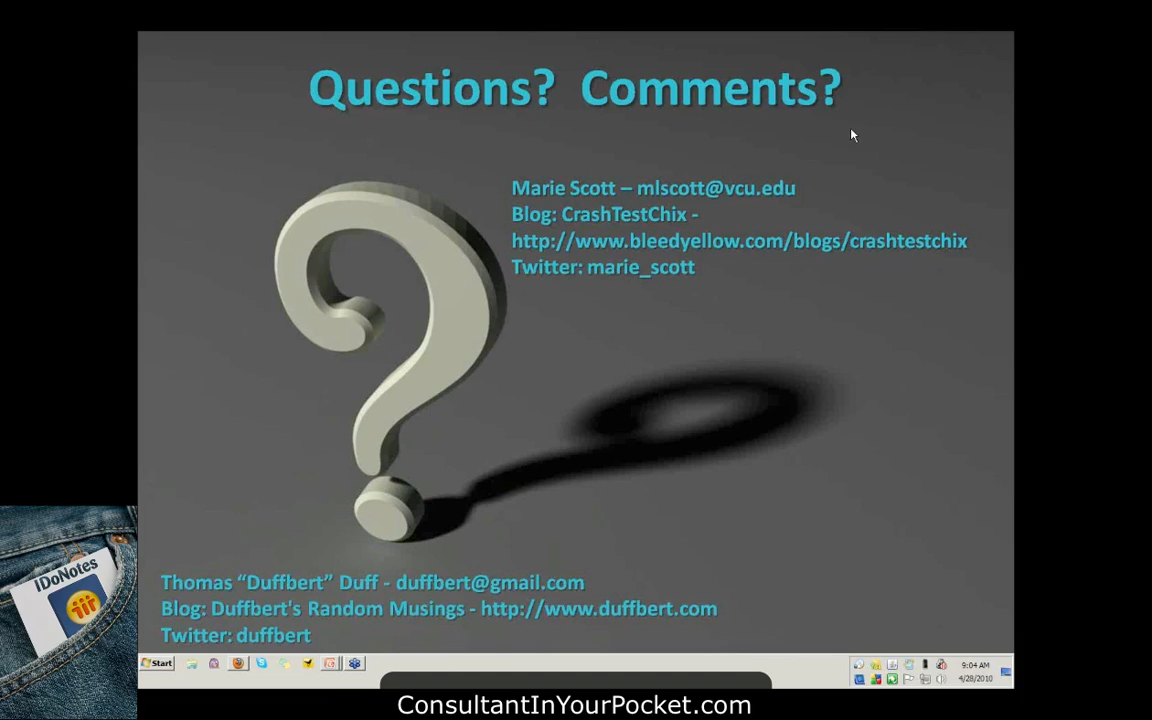 Questions?  Comments?
Marie Scott – mlscott@vcu.edu
Blog: CrashTestChix -
http://www.bleedyellow.com/blogs/crashtestchix
Twitter: marie_scott
Thomas “Duffbert” Duff - duffbert@gmail.com
Blog: Duffbert's Random Musings - http://www.duffbert.com
Twitter: duffbert
IDoNotes
Start
9:04 AM
4/28/2010
ConsultantInYourPocket.com